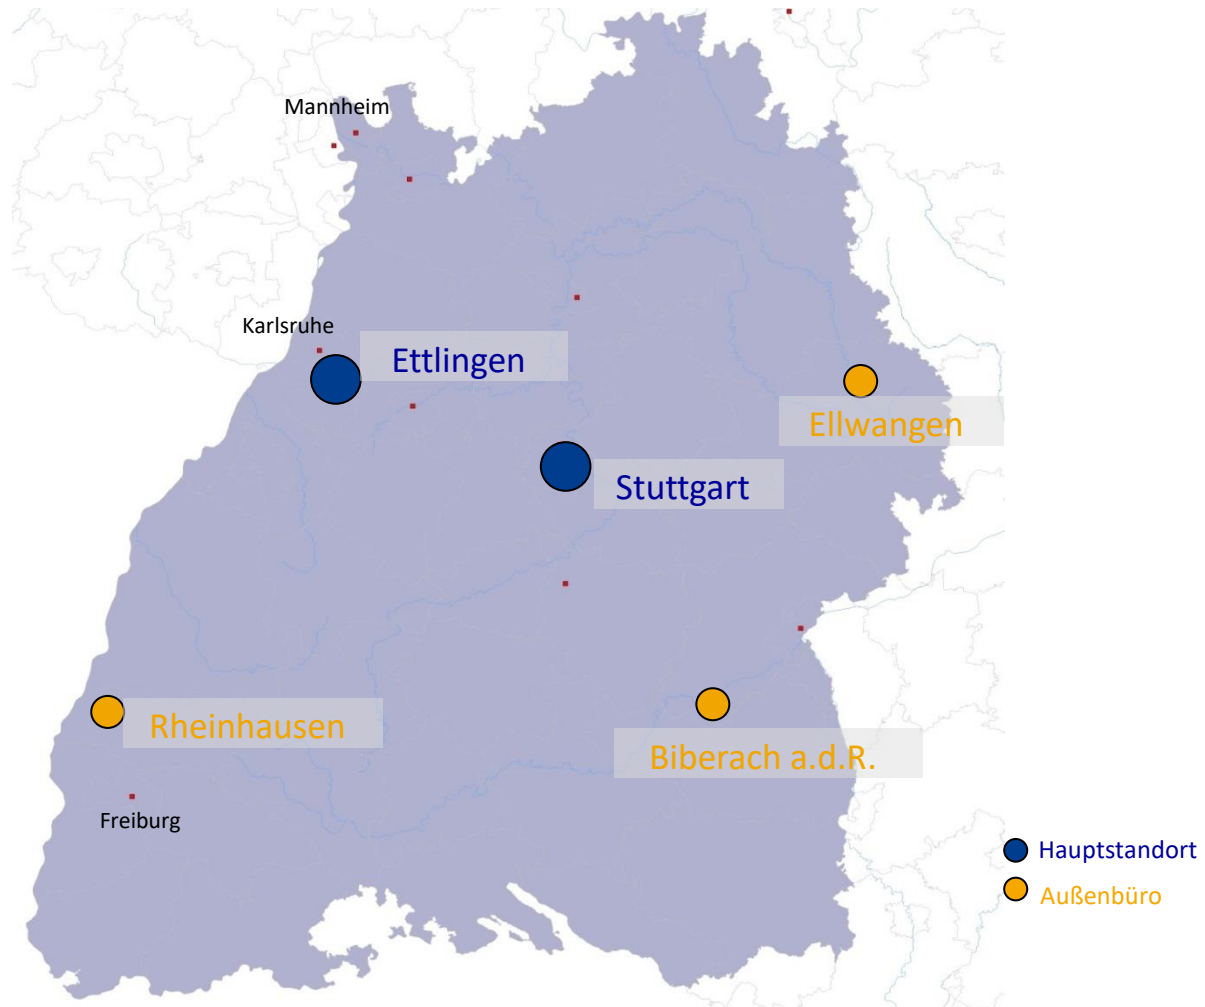 Mannheim
Karlsruhe
Ettlingen
Ellwangen
Stuttgart
Rheinhausen
Biberach a.d.R.
Freiburg
Hauptstandort
Außenbüro